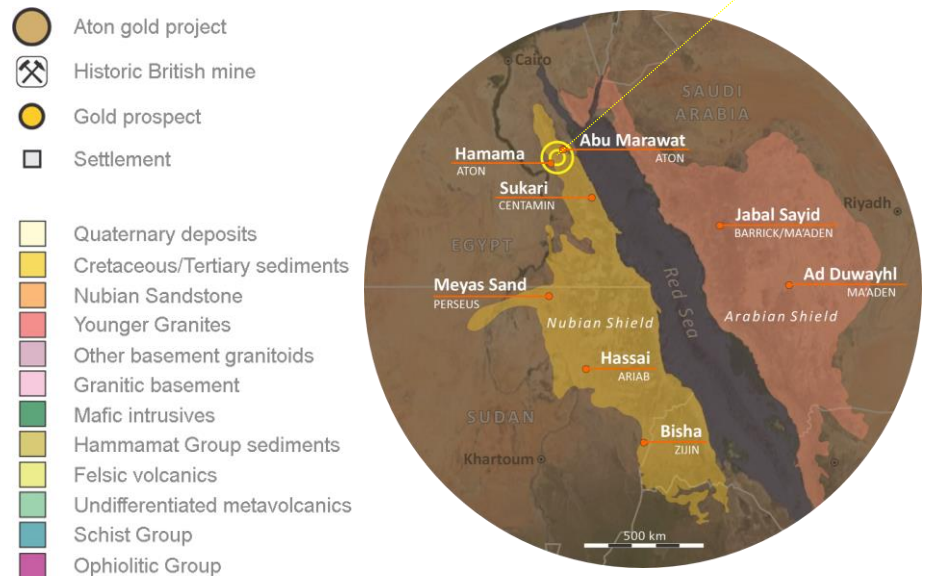 Aton gold project
Historic British mine
Gold prospect
Settlement
Quaternary deposits
Cretaceous/Tertiary sediments
Nubian Sandstone
Younger Granites
Other basement granitoids
Granitic basement
Mafic intrusives
Hammamat Group sediments
Felsic volcanics
Undifferentiated metavolcanics
Schist Group
Ophiolitic Group
Cairo
SAUDI
ARABIA
Abu Marawat
ATON
Hamama
ATON
Sukari
CENTAMIN
Riyadh
Jabal Sayid
BARRICK/MA'ADEN
EGYPT
Meyas Sand
PERSEUS
Red Sea
Ad Duwayhl
MA'ADEN
Nubian Shield
Arabian Shield
Hassai
ARIAB
SUDAN
Bisha
ZIJIN
Khartoum
500 km